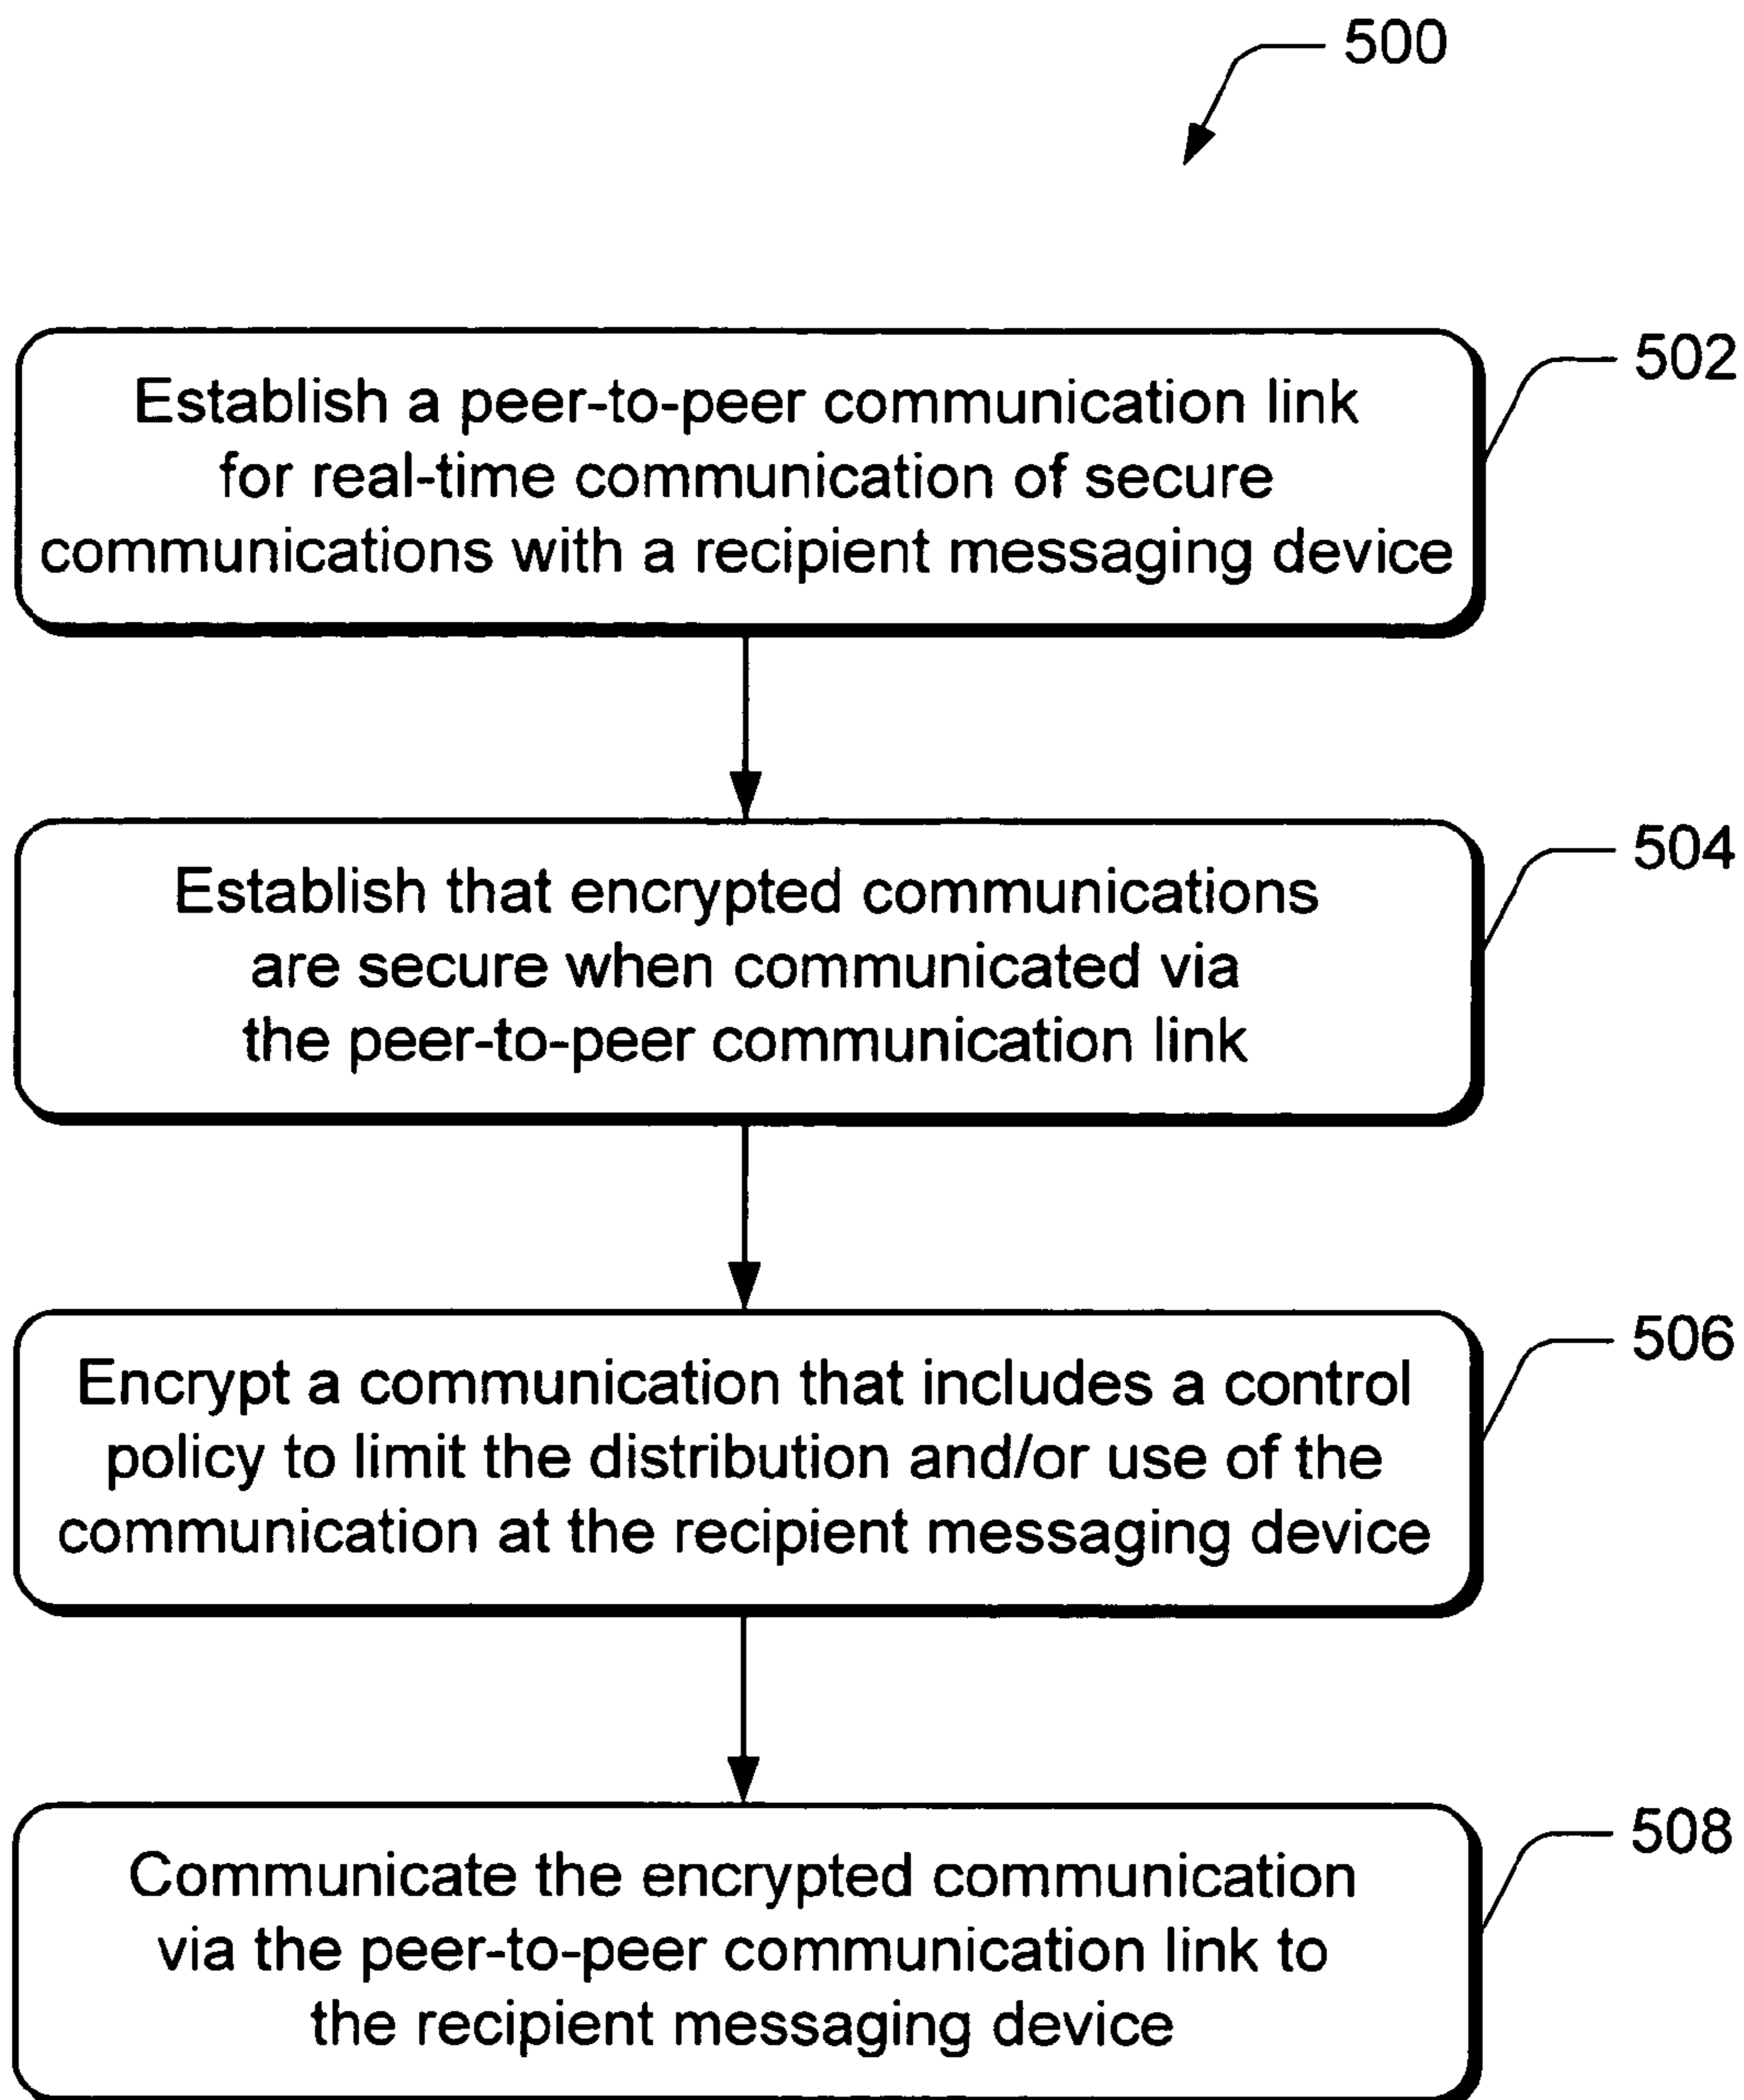 500
502
Establish a peer-to-peer communication link
for real-time communication of secure
communications with a recipient messaging device
504
Establish that encrypted communications
are secure when communicated via
the peer-to-peer communication link
506
Encrypt a communication that includes a control
policy to limit the distribution and/or use of the
communication at the recipient messaging device
508
Communicate the encrypted communication
via the peer-to-peer communication link to
the recipient messaging device